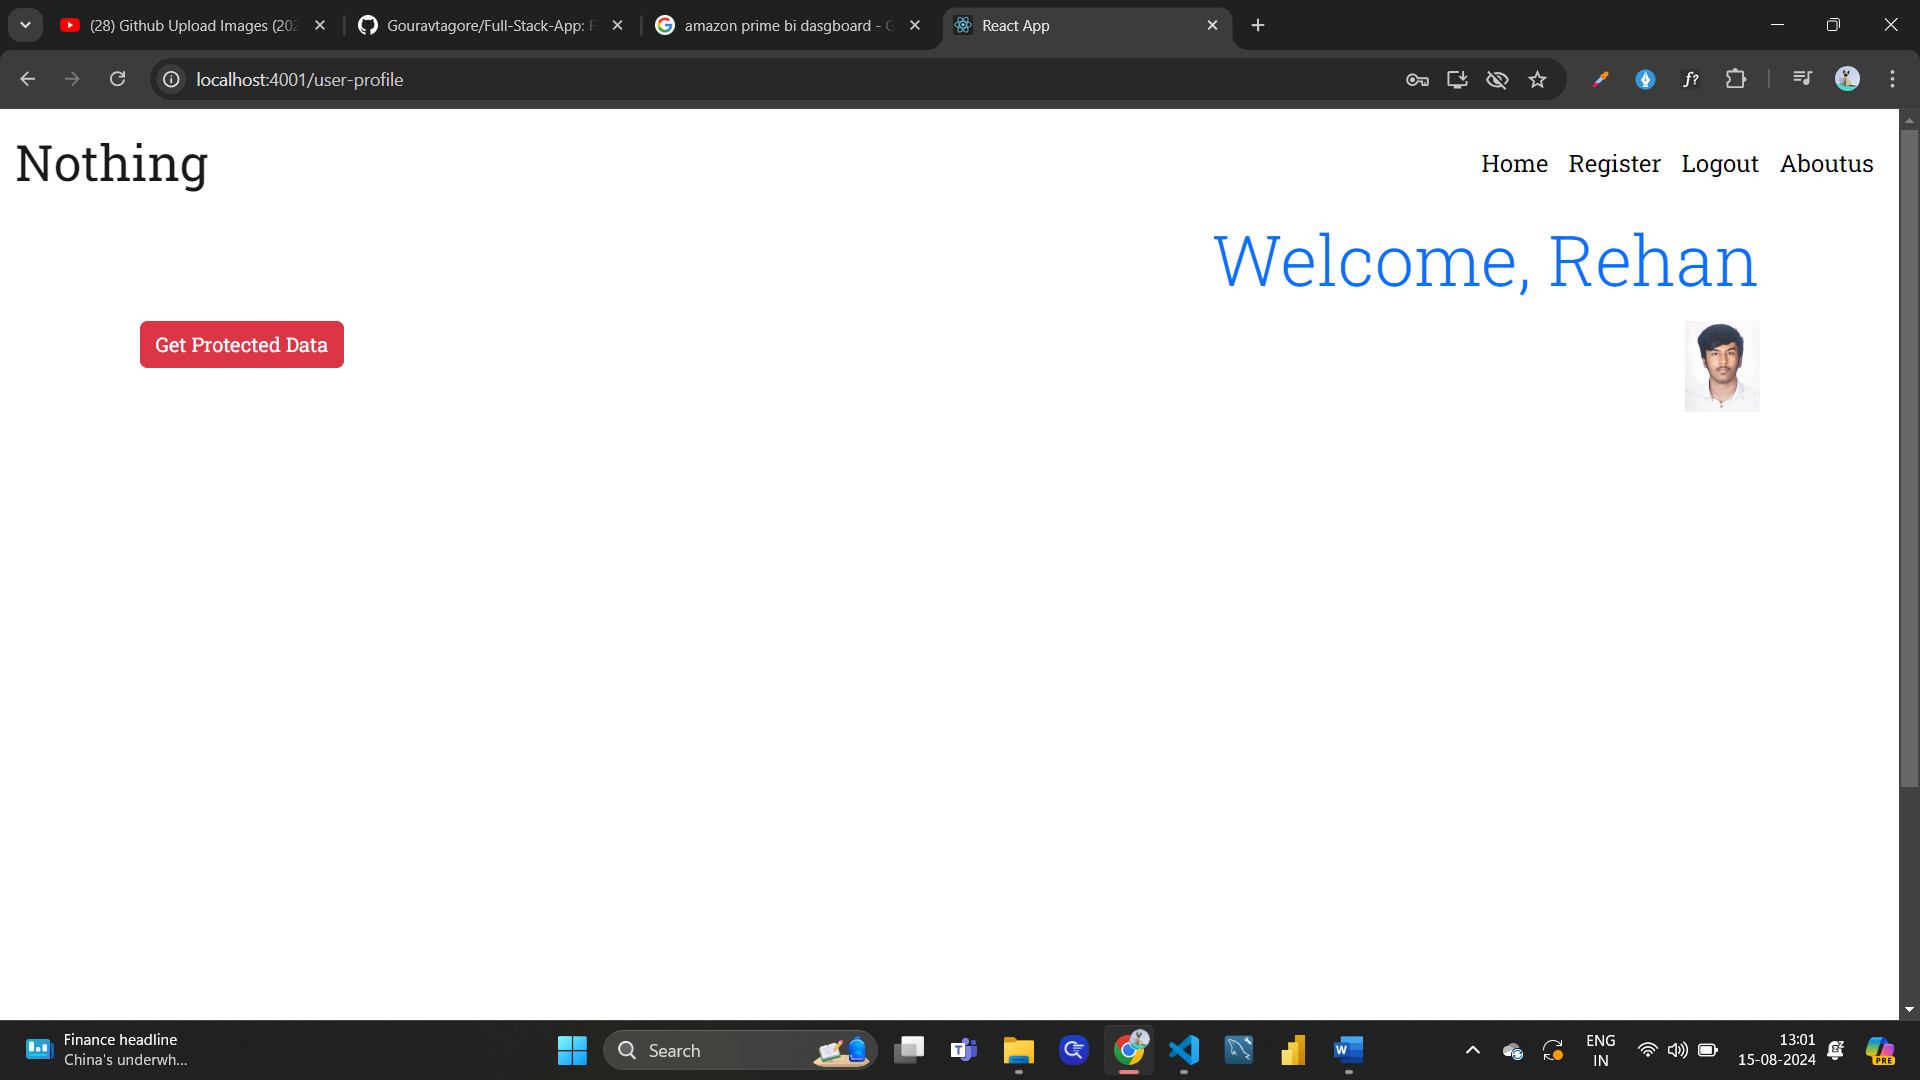 (28) Github Upload Images (202
Gouravtagore/Full-Stack-App: F
amazon prime bi dasgboard - G
React App
localhost:4001/user-profile
f?
Nothing
Home Register Logout Aboutus
Welcome, Rehan
Get Protected Data
Finance headline
China's underwh...
Search
ENG
IN
13:01
15-08-2024
PRE